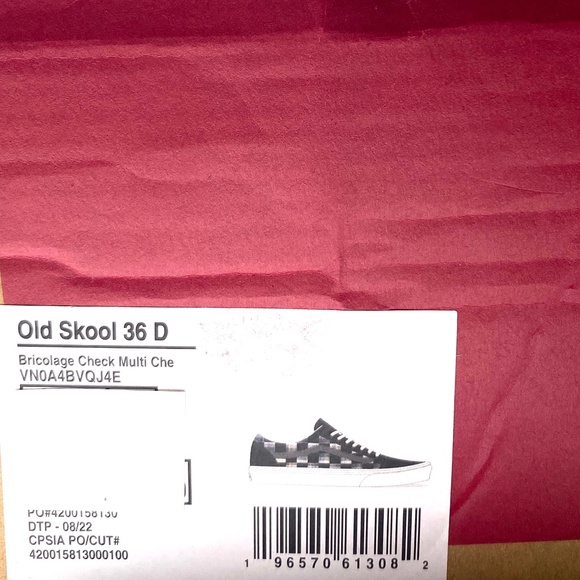 Old Skool 36 D
Bricolage Check Multi Che
VN0A4BVQJ4E
PO#4200158130
DTP - 08/22
CPSIA PO/CUT#
420015813000100
1 96570 61308 2